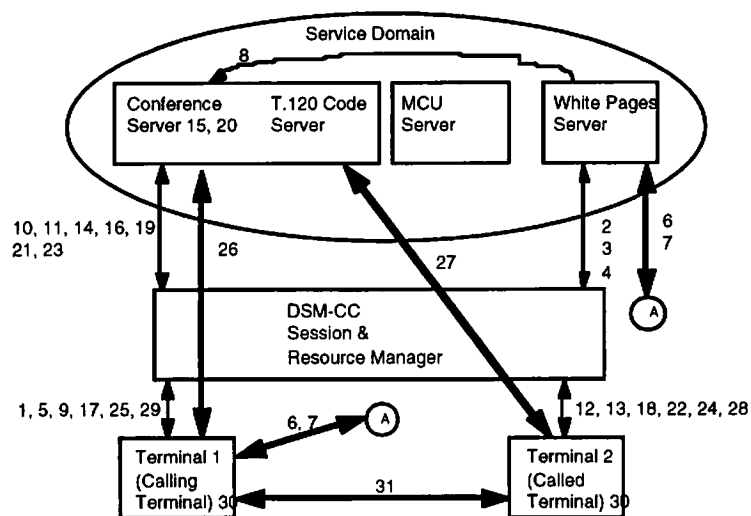 Service Domain
8
Conference
Server 15, 20
T.120 Code
Server
MCU
Server
White Pages
Server
10, 11, 14, 16, 19
21, 23
26
27
2
3
4
6
7
A
DSM-CC
Session &
Resource Manager
1, 5, 9, 17, 25, 29
6, 7
A
12, 13, 18, 22, 24, 28
Terminal 1
(Calling
Terminal) 30
31
Terminal 2
(Called
Terminal) 30